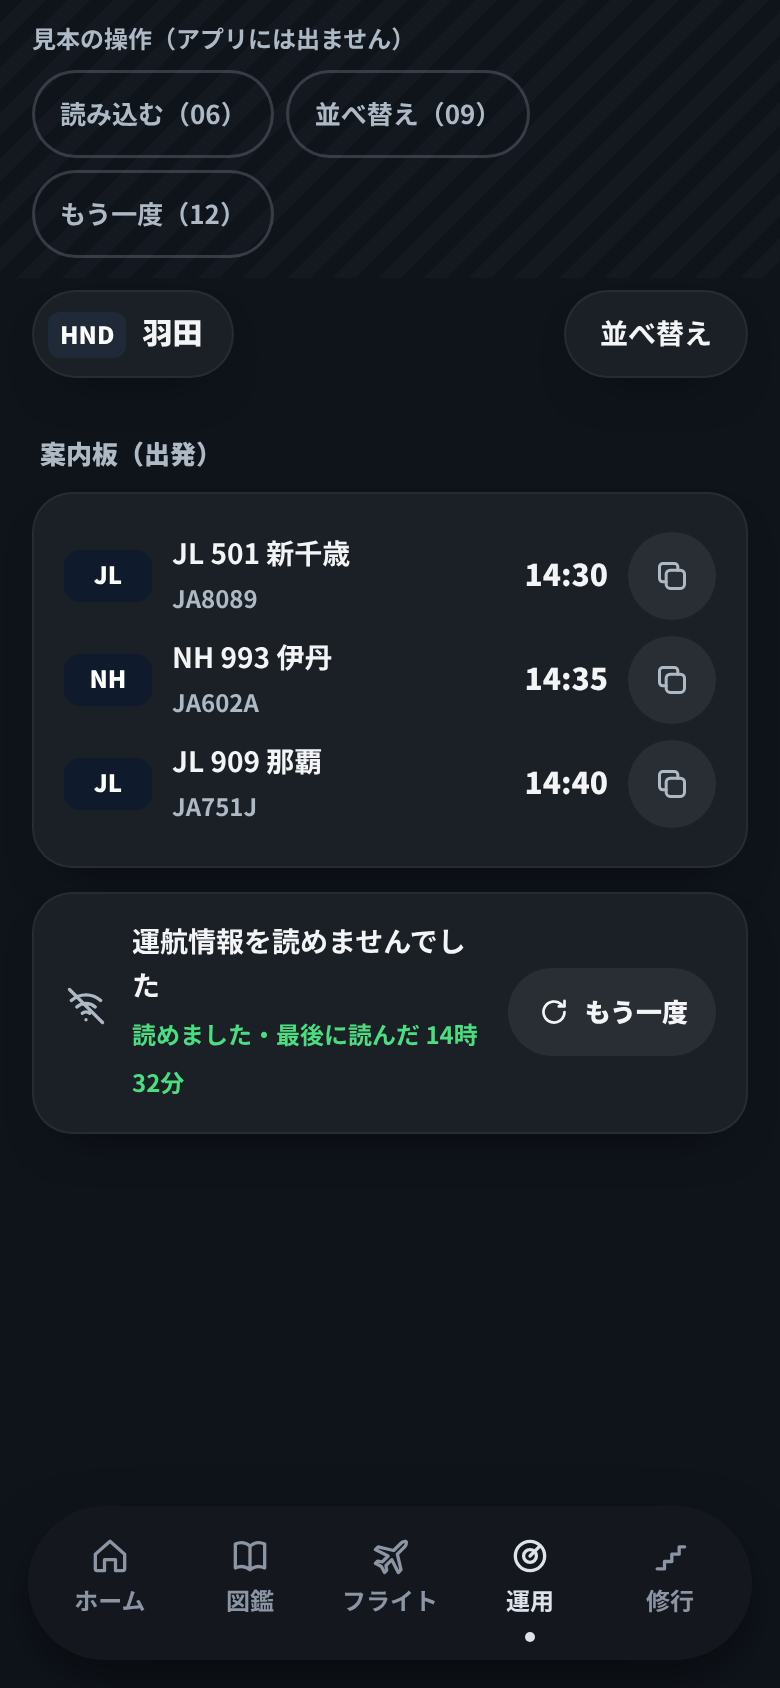 見本の操作（アプリには出ません）
読み込む（06）
並べ替え（09）
もう一度（12）
HND 羽田
並べ替え
案内板（出発）
JL
JL 501 新千歳
JA8089
14:30
NH
NH 993 伊丹
JA602A
14:35
JL
JL 909 那覇
JA751J
14:40
運航情報を読めませんでし
た
読めました・最後に読んだ 14時
32分
もう一度
ホーム
図鑑
フライト
運用
修行